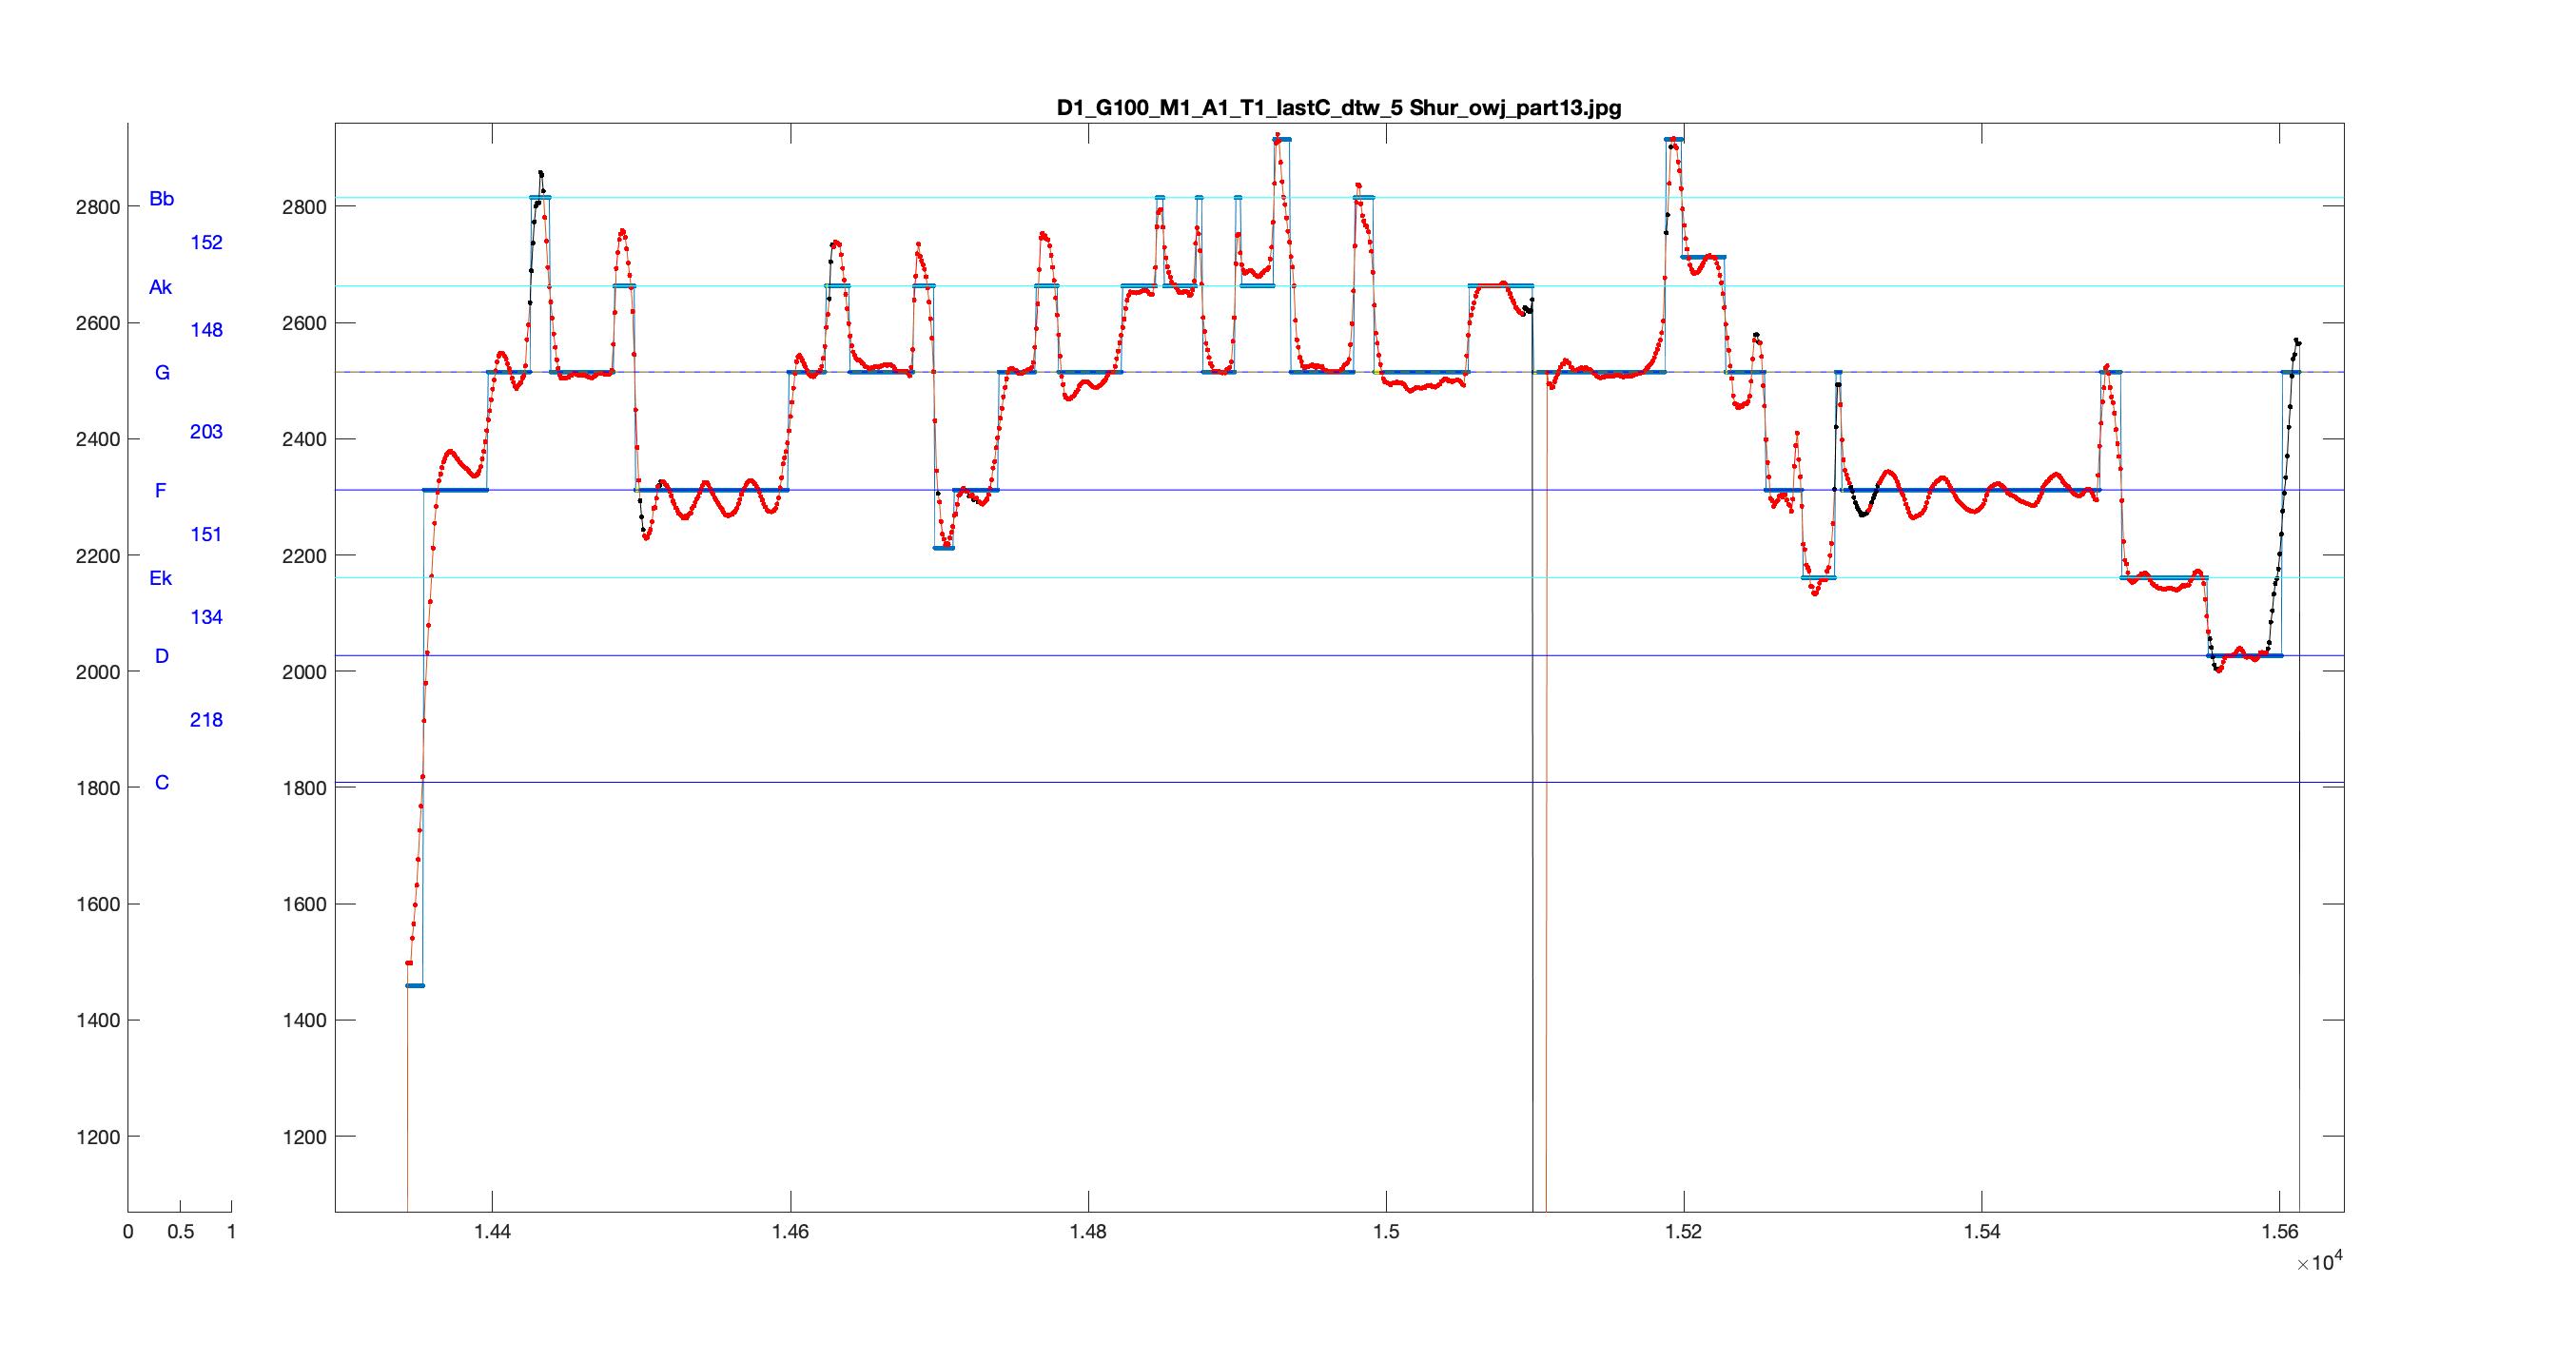 D1_G100_M1_A1_T1_lastC_dtw_5 Shur_owj_part13.jpg
2800 Bb 2800
152
Ak
2600 148 2600
G
2400 203 2400
F
151
2200 2200
Ek
134
D
2000 2000
218
1800 C 1800
1600 1600
1400 1400
1200 1200
0 0.5 1 1.44 1.46 1.48 1.5 1.52 1.54 1.56
×10⁴